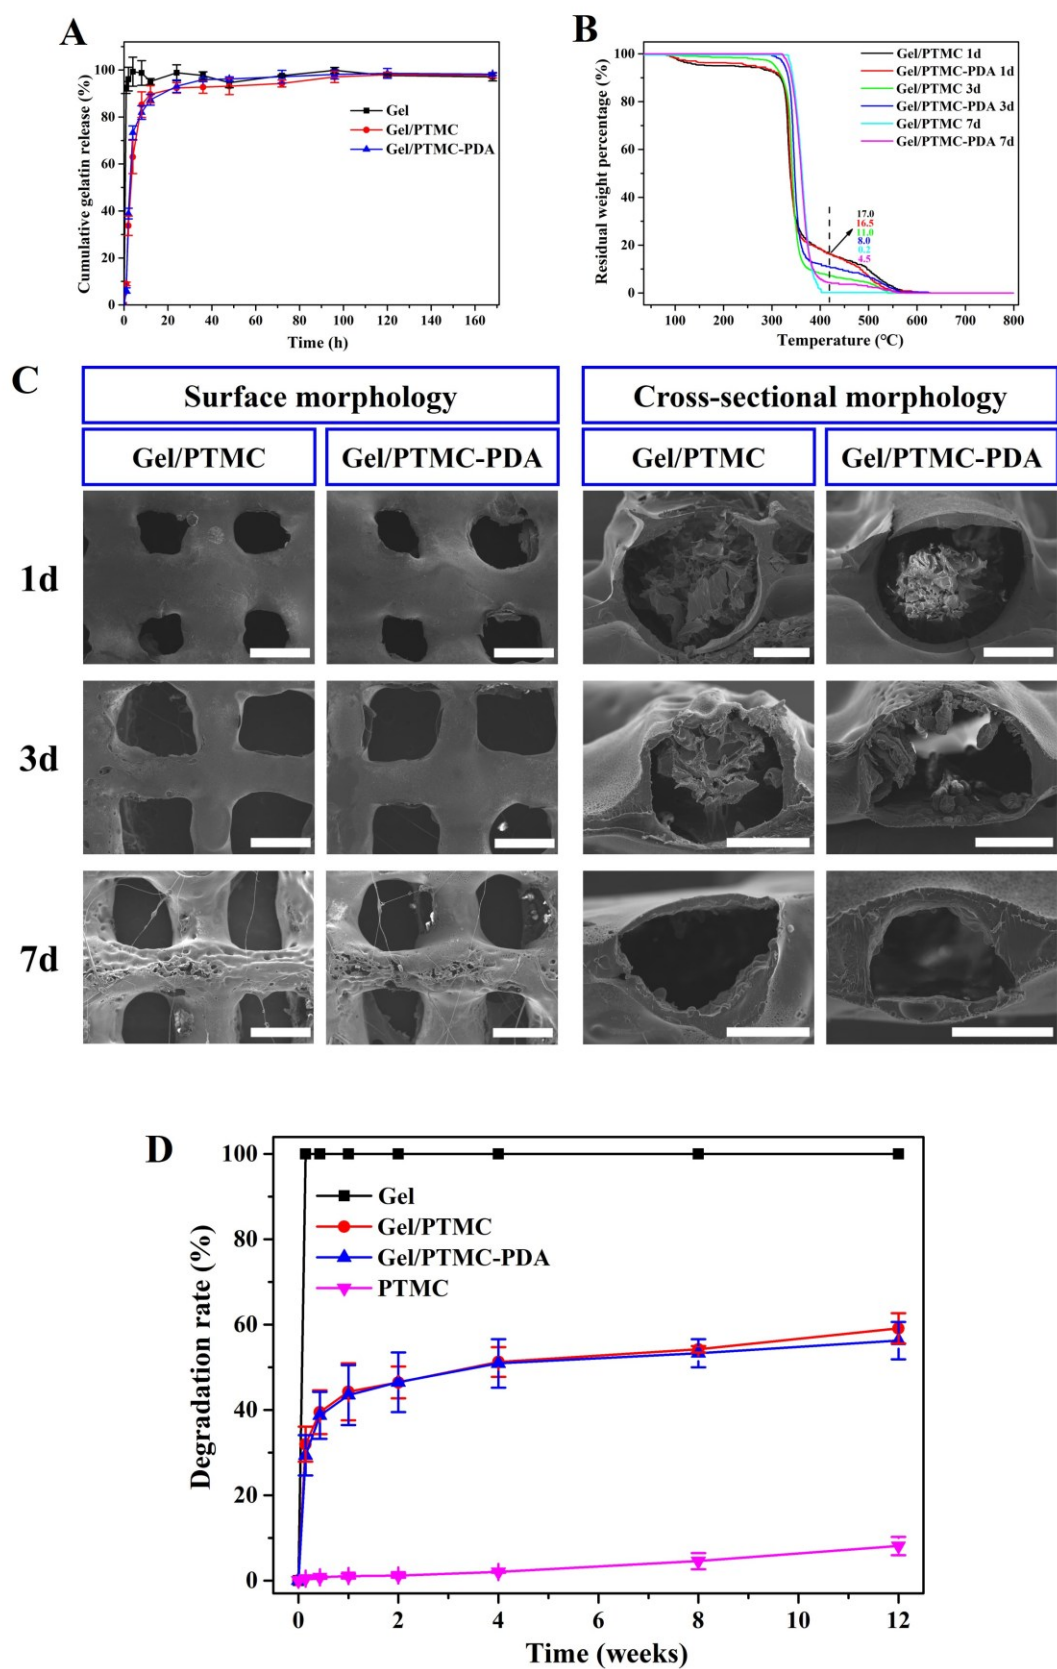 A
Cumulative gelatin release (%)
100
80
60
40
20
0
0 20 40 60 80 100 120 140 160
Time (h)
Gel
Gel/PTMC
Gel/PTMC-PDA
B
Residual weight percentage (%)
100
80
60
40
20
0
100 200 300 400 500 600 700 800
Temperature (°C)
Gel/PTMC 1d
Gel/PTMC-PDA 1d
Gel/PTMC 3d
Gel/PTMC-PDA 3d
Gel/PTMC 7d
Gel/PTMC-PDA 7d
17.0
16.5
11.0
8.0
0.2
4.5
C
Surface morphology
Cross-sectional morphology
Gel/PTMC
Gel/PTMC-PDA
Gel/PTMC
Gel/PTMC-PDA
1d
3d
7d
D
Degradation rate (%)
100
80
60
40
20
0
0 2 4 6 8 10 12
Time (weeks)
Gel
Gel/PTMC
Gel/PTMC-PDA
PTMC